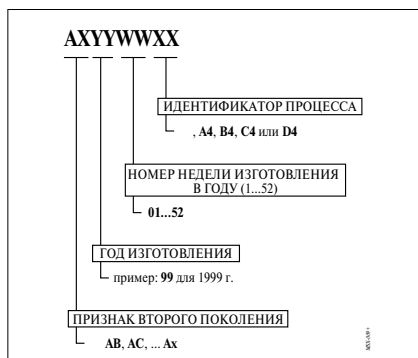 AXYYWWXX
ИДЕНТИФИКАТОР ПРОЦЕССА
, A4, B4, C4 или D4
НОМЕР НЕДЕЛИ ИЗГОТОВЛЕНИЯ
В ГОДУ (1...52)
01...52
ГОД ИЗГОТОВЛЕНИЯ
пример: 99 для 1999 г.
ПРИЗНАК ВТОРОГО ПОКОЛЕНИЯ
AB, AC, ... Ax